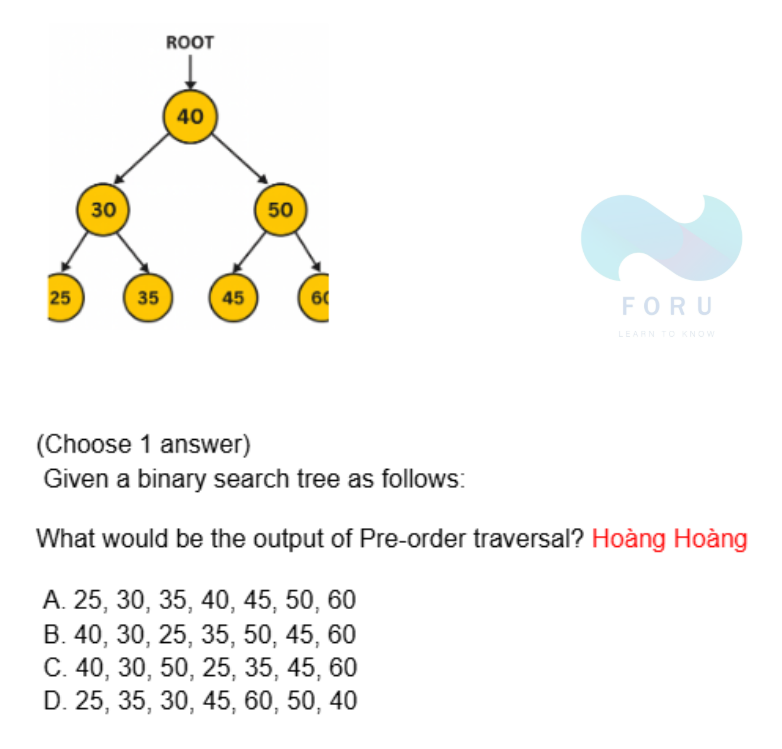 ROOT
40
30
50
25
35
45
60
FORU
LEARN TO KNOW
(Choose 1 answer)
Given a binary search tree as follows:
What would be the output of Pre-order traversal? Hoàng Hoàng
A. 25, 30, 35, 40, 45, 50, 60
B. 40, 30, 25, 35, 50, 45, 60
C. 40, 30, 50, 25, 35, 45, 60
D. 25, 35, 30, 45, 60, 50, 40